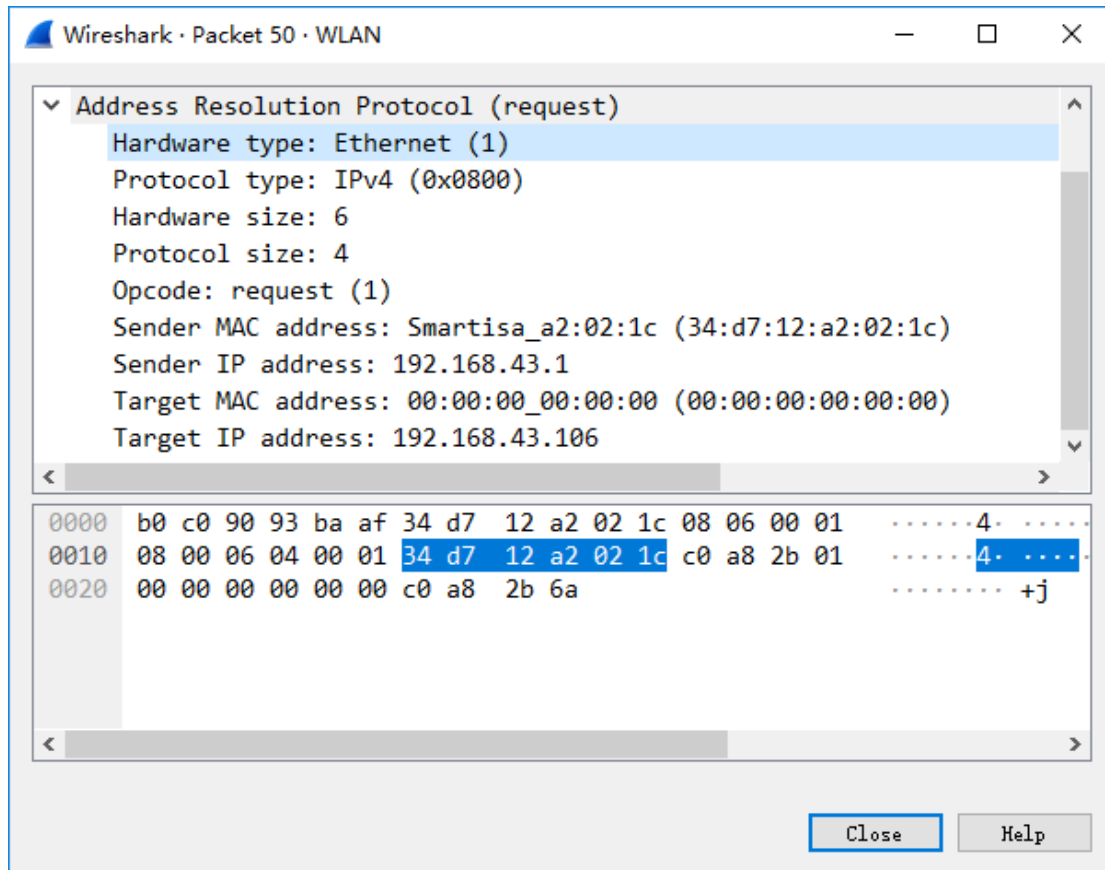 Wireshark · Packet 50 · WLAN
Address Resolution Protocol (request)
Hardware type: Ethernet (1)
Protocol type: IPv4 (0x0800)
Hardware size: 6
Protocol size: 4
Opcode: request (1)
Sender MAC address: Smartisa_a2:02:1c (34:d7:12:a2:02:1c)
Sender IP address: 192.168.43.1
Target MAC address: 00:00:00_00:00:00 (00:00:00:00:00:00)
Target IP address: 192.168.43.106
0000 b0 c0 90 93 ba af 34 d7 12 a2 02 1c 08 06 00 01 ······4· ·····
0010 08 00 06 04 00 01 34 d7 12 a2 02 1c c0 a8 2b 01 ······4· ·····
0020 00 00 00 00 00 00 c0 a8 2b 6a ········ +j
Close Help